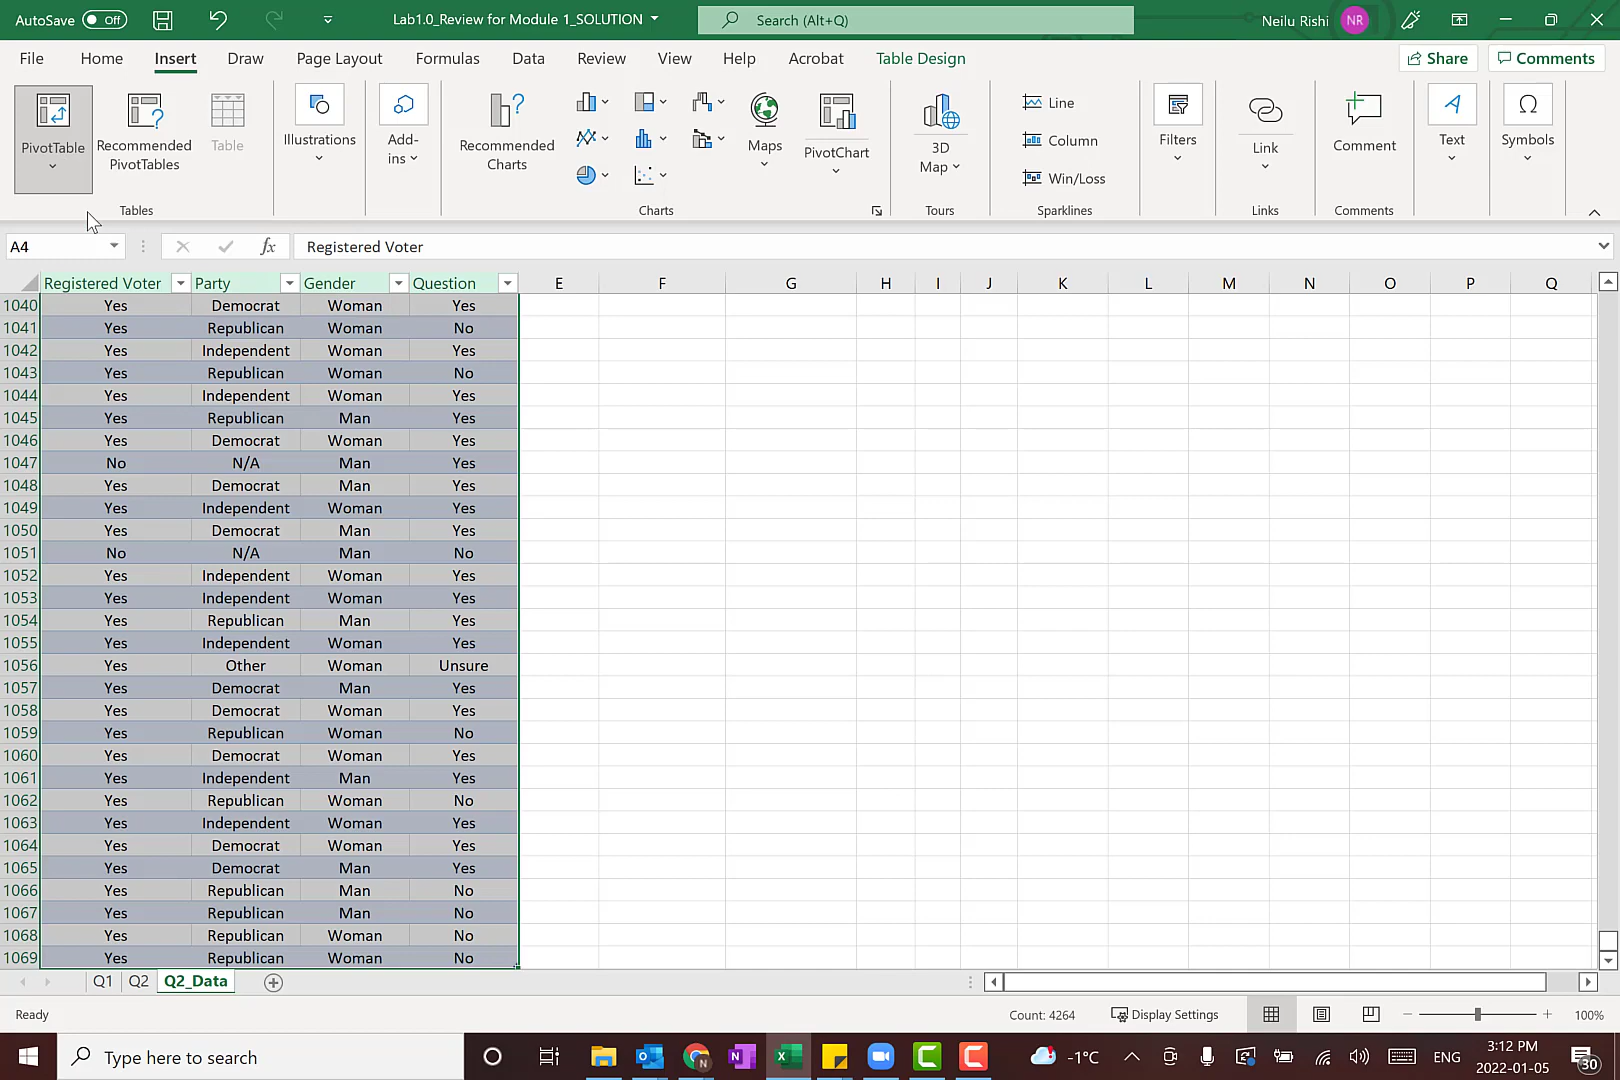 AutoSave Off Lab1.0_Review for Module 1_SOLUTION Search (Alt+Q) Neilu Rishi NR
File Home Insert Draw Page Layout Formulas Data Review View Help Acrobat Table Design Share Comments
PivotTable Recommended PivotTables Table Illustrations Add-ins Recommended Charts Maps PivotChart 3D Map Line Column Win/Loss Filters Link Comment Text Symbols
Tables Charts Tours Sparklines Links Comments
A4 fx Registered Voter
Registered Voter Party Gender Question E F G H I J K L M N O P Q
1040 Yes Democrat Woman Yes
1041 Yes Republican Woman No
1042 Yes Independent Woman Yes
1043 Yes Republican Woman No
1044 Yes Independent Woman Yes
1045 Yes Republican Man Yes
1046 Yes Democrat Woman Yes
1047 No N/A Man Yes
1048 Yes Democrat Man Yes
1049 Yes Independent Woman Yes
1050 Yes Democrat Man Yes
1051 No N/A Man No
1052 Yes Independent Woman Yes
1053 Yes Independent Woman Yes
1054 Yes Republican Man Yes
1055 Yes Independent Woman Yes
1056 Yes Other Woman Unsure
1057 Yes Democrat Man Yes
1058 Yes Democrat Woman Yes
1059 Yes Republican Woman No
1060 Yes Democrat Woman Yes
1061 Yes Independent Man Yes
1062 Yes Republican Woman No
1063 Yes Independent Woman Yes
1064 Yes Democrat Woman Yes
1065 Yes Democrat Man Yes
1066 Yes Republican Man No
1067 Yes Republican Man No
1068 Yes Republican Woman No
1069 Yes Republican Woman No
Q1 Q2 Q2_Data
Ready Count: 4264 Display Settings 100%
Type here to search -1°C ENG 3:12 PM 2022-01-05 30